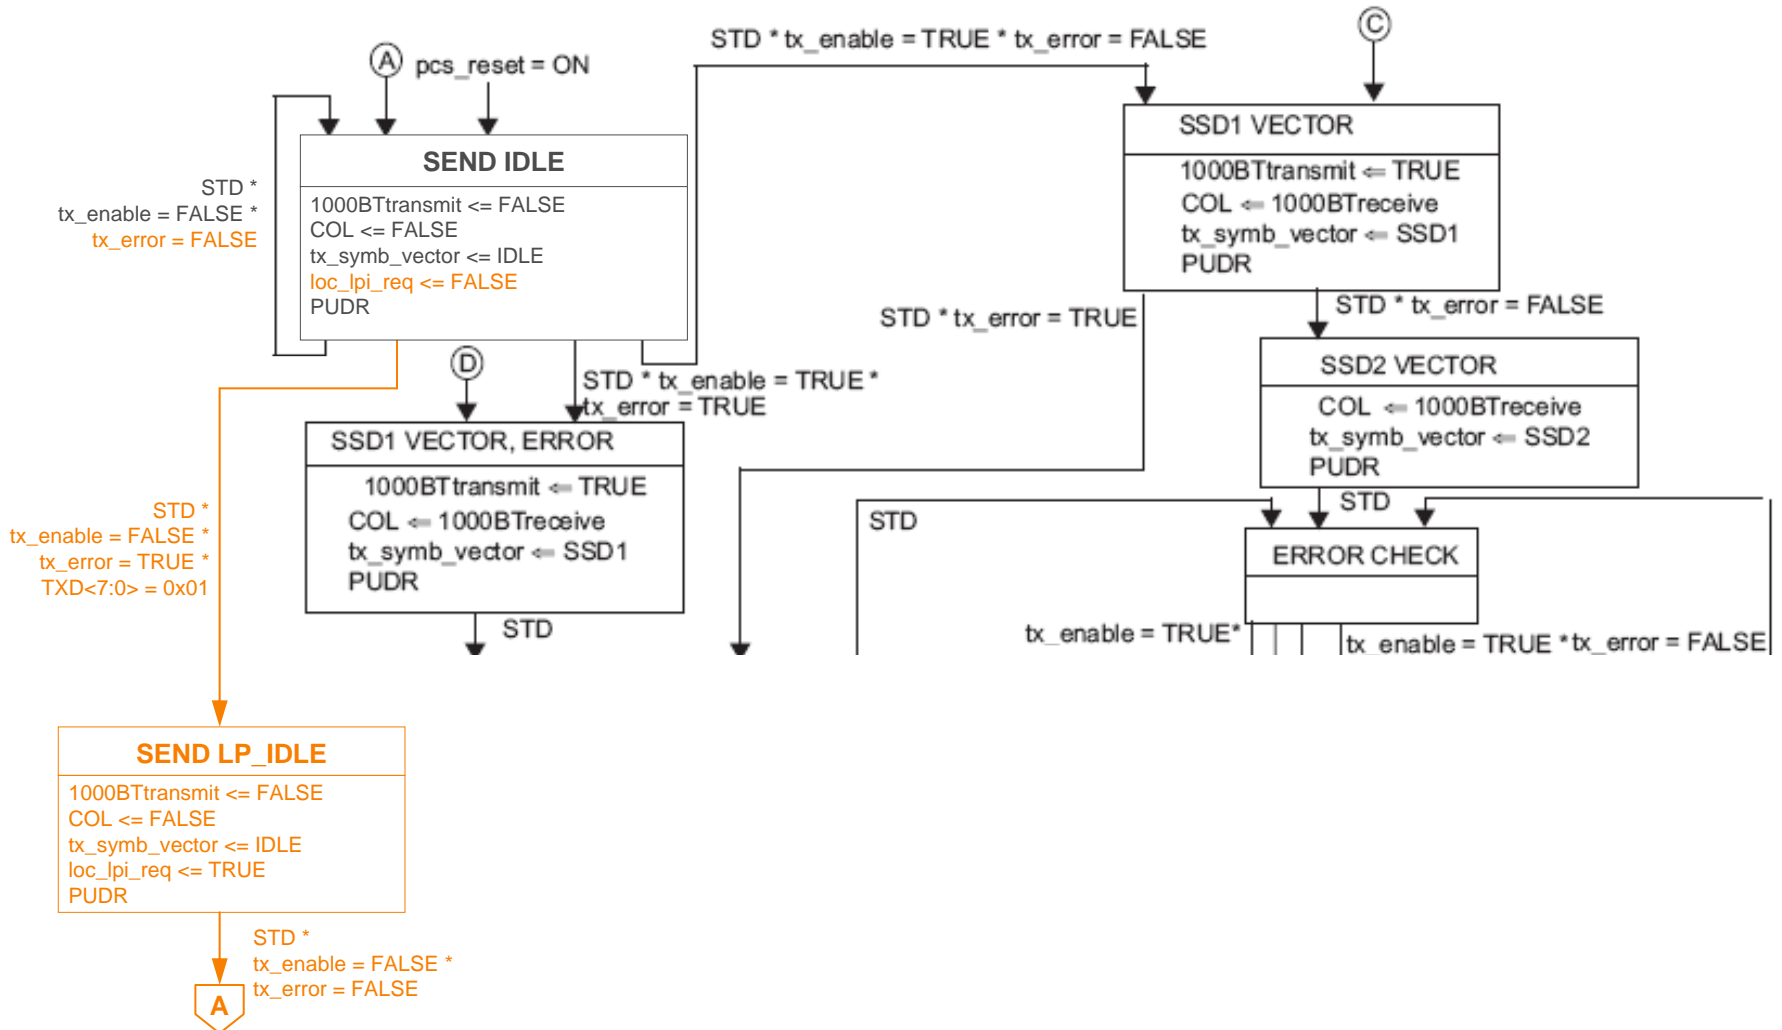 STD * tx_enable = TRUE * tx_error = FALSE
C
A
pcs_reset = ON
SEND IDLE
1000BTtransmit <= FALSE
COL <= FALSE
tx_symb_vector <= IDLE
loc_lpi_req <= FALSE
PUDR
STD *
tx_enable = FALSE *
tx_error = FALSE
SSD1 VECTOR
1000BTtransmit ⇐ TRUE
COL ⇐ 1000BTreceive
tx_symb_vector ⇐ SSD1
PUDR
STD * tx_error = TRUE
STD * tx_error = FALSE
D
STD * tx_enable = TRUE *
tx_error = TRUE
SSD2 VECTOR
COL ⇐ 1000BTreceive
tx_symb_vector ⇐ SSD2
PUDR
SSD1 VECTOR, ERROR
1000BTtransmit ⇐ TRUE
COL ⇐ 1000BTreceive
tx_symb_vector ⇐ SSD1
PUDR
STD
STD *
tx_enable = FALSE *
tx_error = TRUE *
TXD<7:0> = 0x01
STD
STD
ERROR CHECK
tx_enable = TRUE*
tx_enable = TRUE * tx_error = FALSE
SEND LP_IDLE
1000BTtransmit <= FALSE
COL <= FALSE
tx_symb_vector <= IDLE
loc_lpi_req <= TRUE
PUDR
STD *
tx_enable = FALSE *
tx_error = FALSE
A